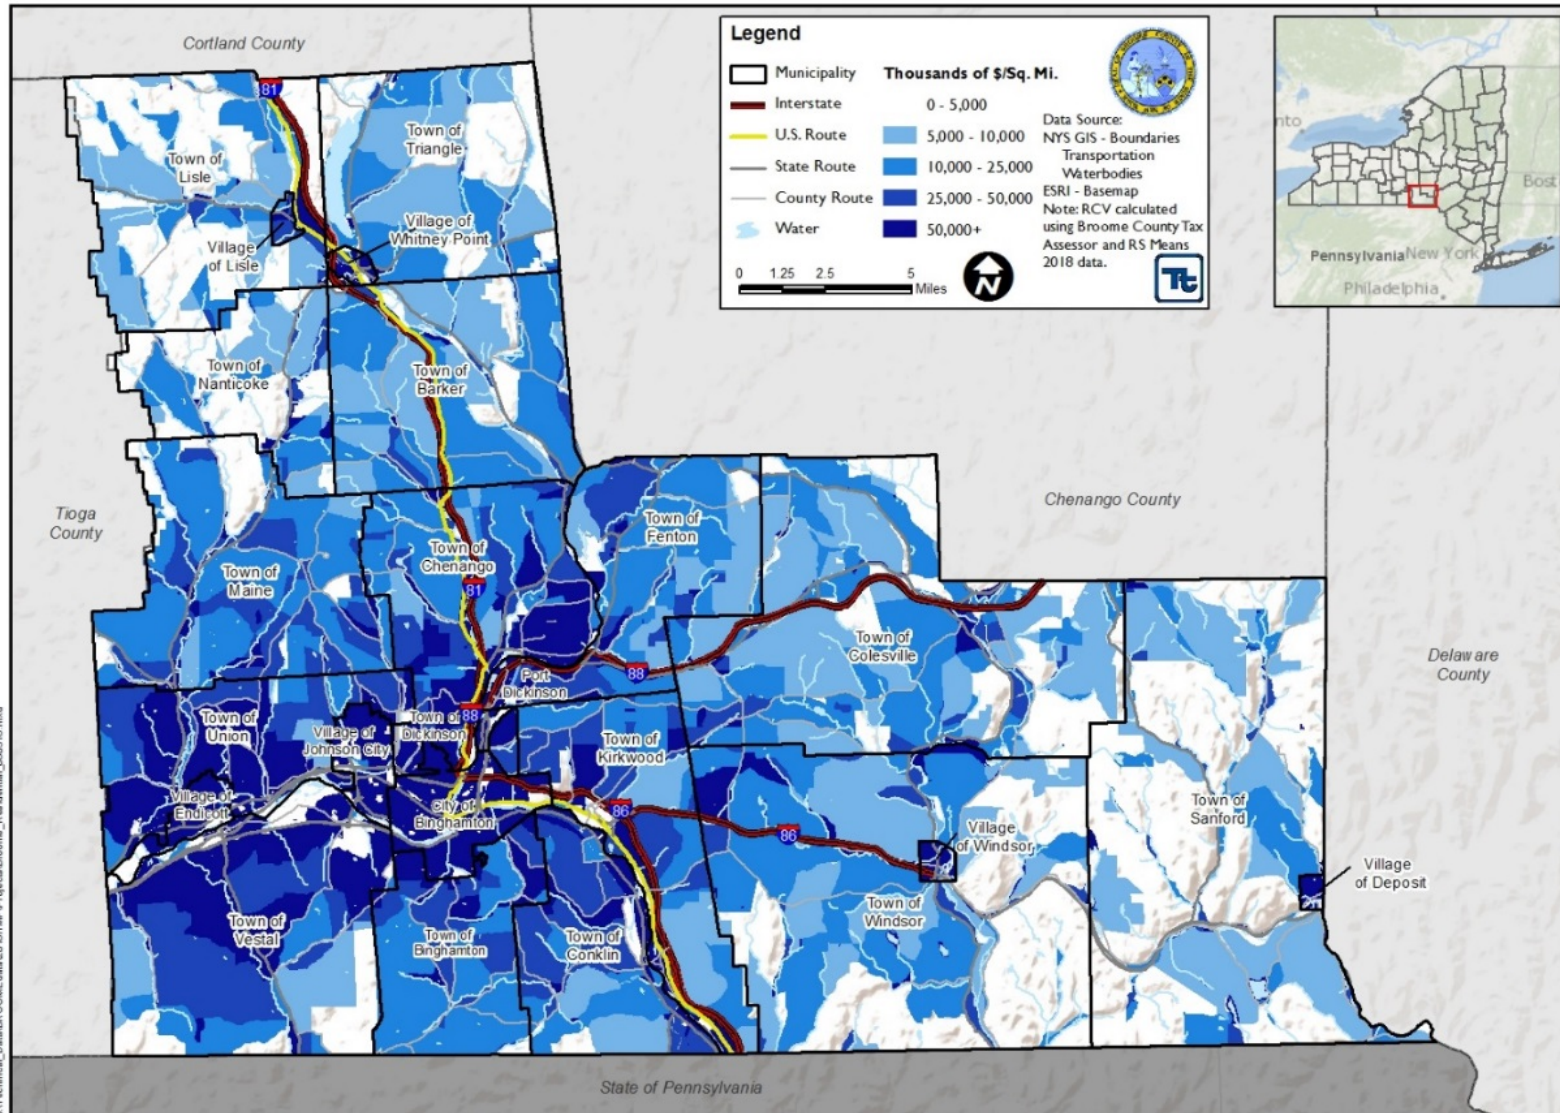 Cortland County
Legend
Municipality
Interstate
U.S. Route
State Route
County Route
Water
Thousands of $/Sq. Mi.
0 - 5,000
5,000 - 10,000
10,000 - 25,000
25,000 - 50,000
50,000+
Data Source:
NYS GIS - Boundaries
Transportation
Waterbodies
ESRI - Basemap
Note: RCV calculated
using Broome County Tax
Assessor and RS Means
2018 data.
0 1.25 2.5 5
Miles
N
Tt
nto
Bost
Pennsylvania
New York
Philadelphia
81
Town of
Triangle
Town of
Lisle
Village of
Whitney Point
Village
of Lisle
Town of
Nanticoke
Town of
Barker
Tioga
County
Chenango County
Town of
Fenton
Town of
Chenango
Town of
Maine
81
Town of
Colesville
Delaware
County
88
Port
Dickinson
88
Town of
Dickinson
Town of
Union
Village of
Johnson City
Town of
Kirkwood
Village of
Endicott
City of
Binghamton
86
86
Town of
Sanford
Village
of Windsor
Village
of Deposit
Town of
Vestal
Town of
Binghamton
Town of
Conklin
Town of
Windsor
State of Pennsylvania